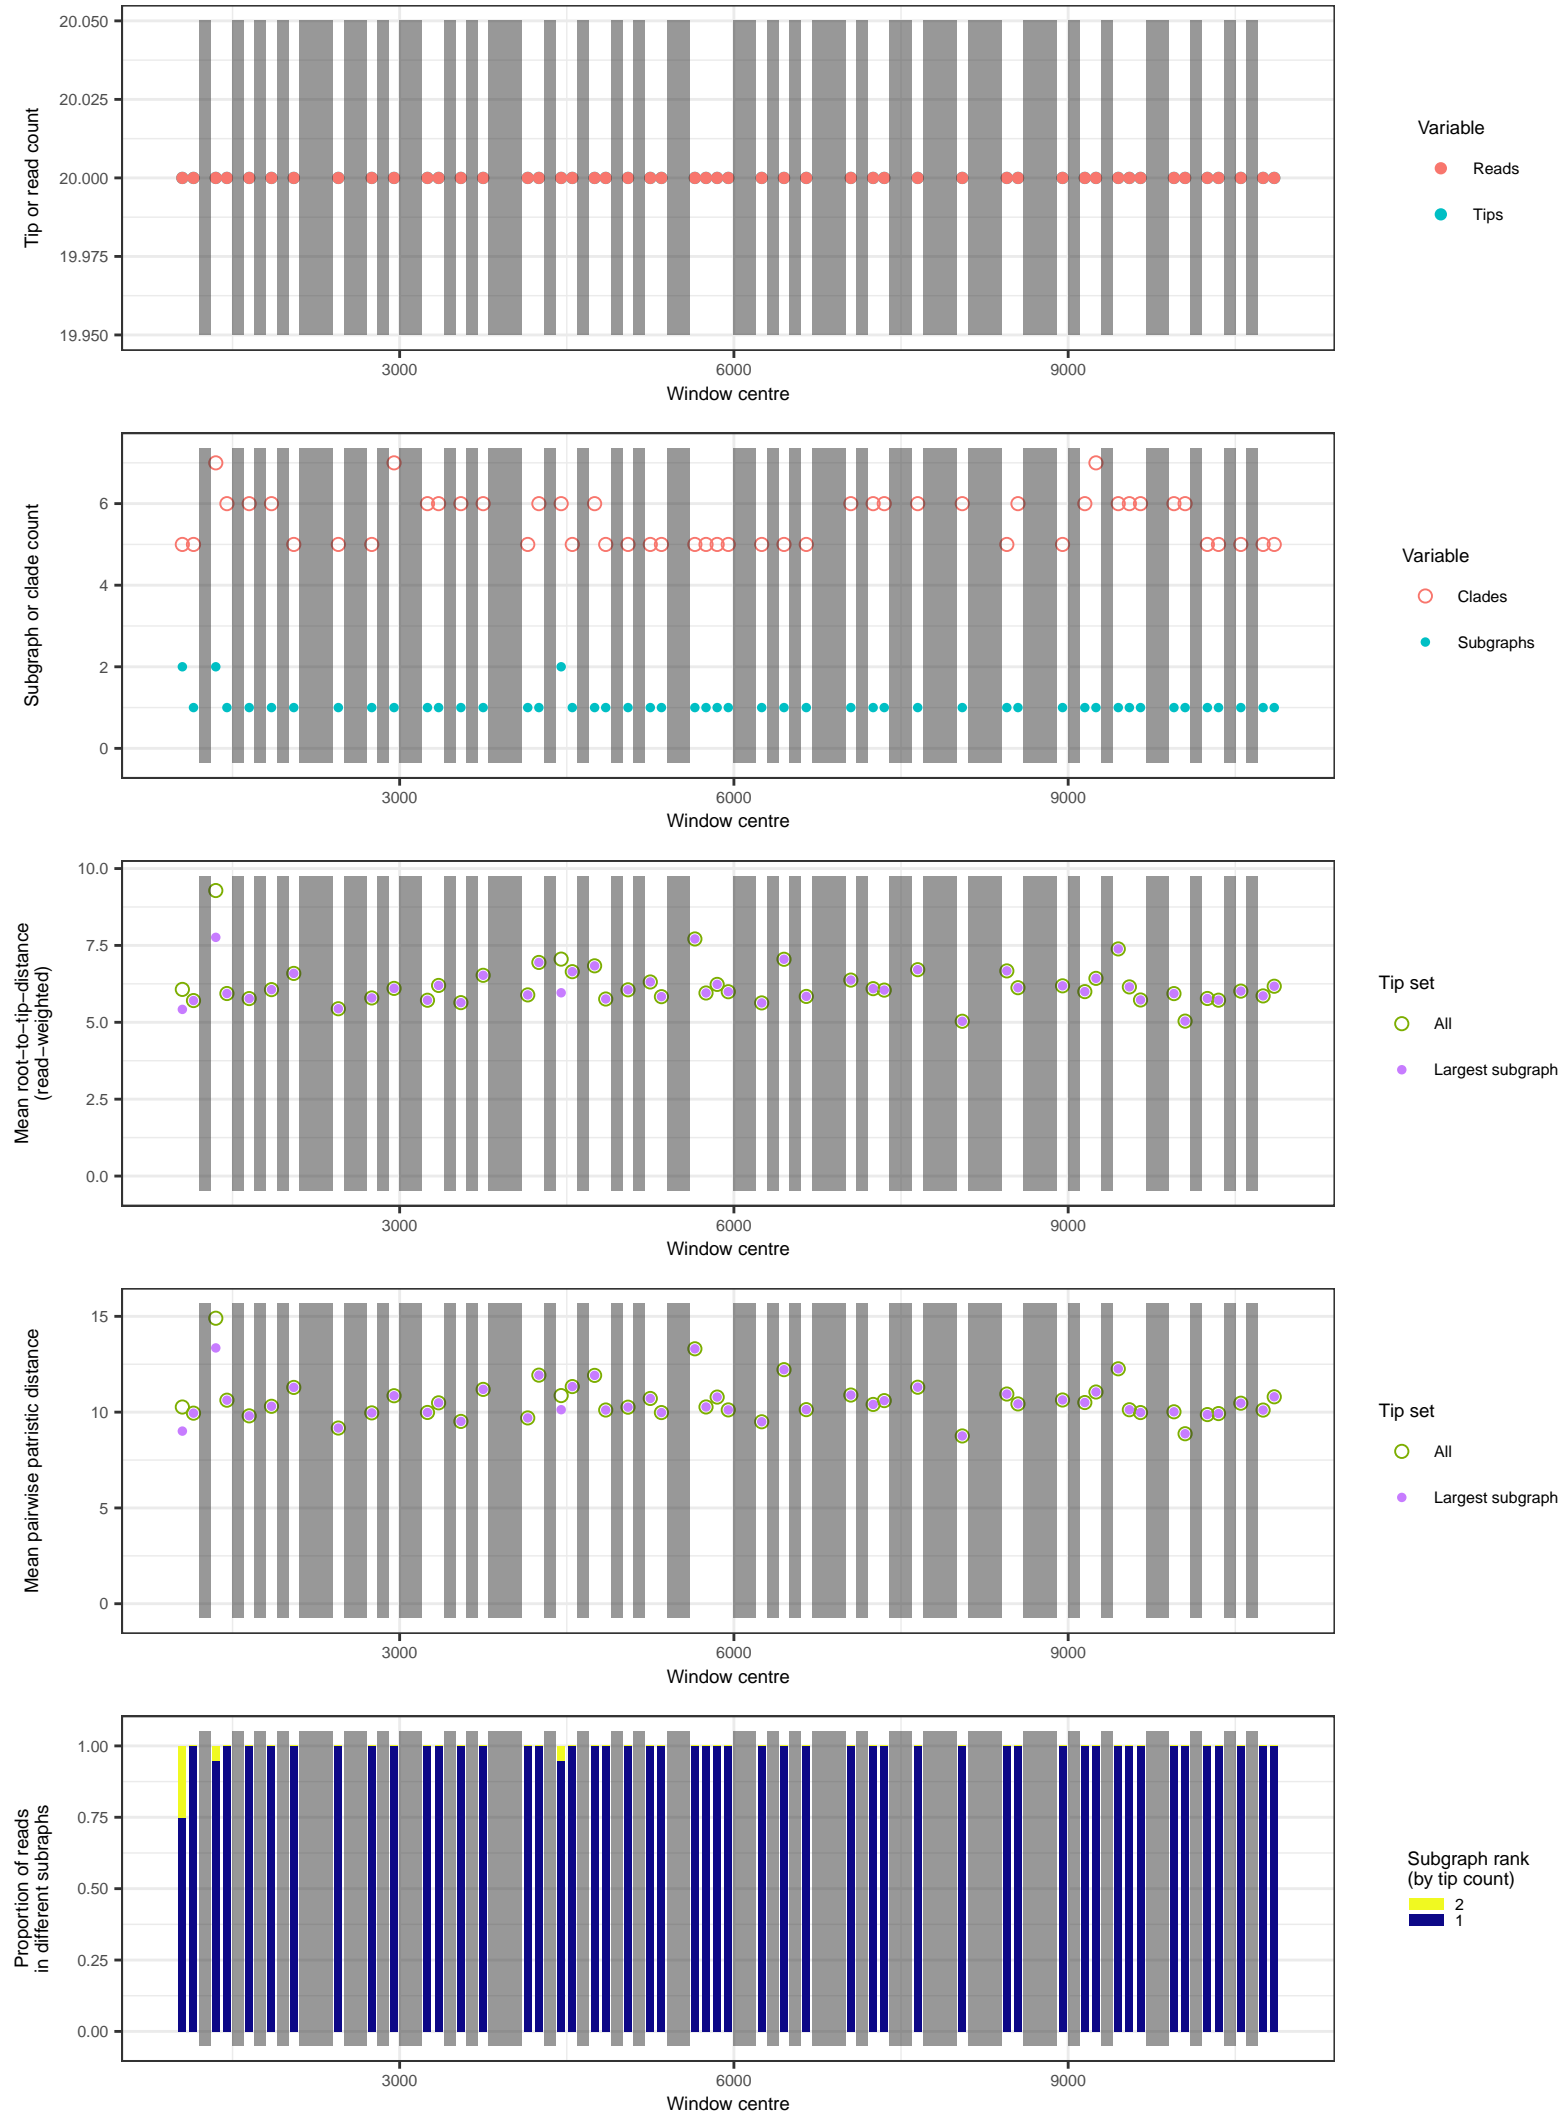 20.050
20.025
20.000
19.975
19.950
Tip or read count
3000
6000
9000
Window centre
Variable
Reads
Tips
6
4
2
0
Subgraph or clade count
3000
6000
9000
Window centre
Variable
Clades
Subgraphs
10.0
7.5
5.0
2.5
0.0
Mean root−to−tip−distance
(read−weighted)
3000
6000
9000
Window centre
Tip set
All
Largest subgraph
15
10
5
0
Mean pairwise patristic distance
3000
6000
9000
Window centre
Tip set
All
Largest subgraph
1.00
0.75
0.50
0.25
0.00
Proportion of reads
in different subraphs
3000
6000
9000
Window centre
Subgraph rank
(by tip count)
2
1